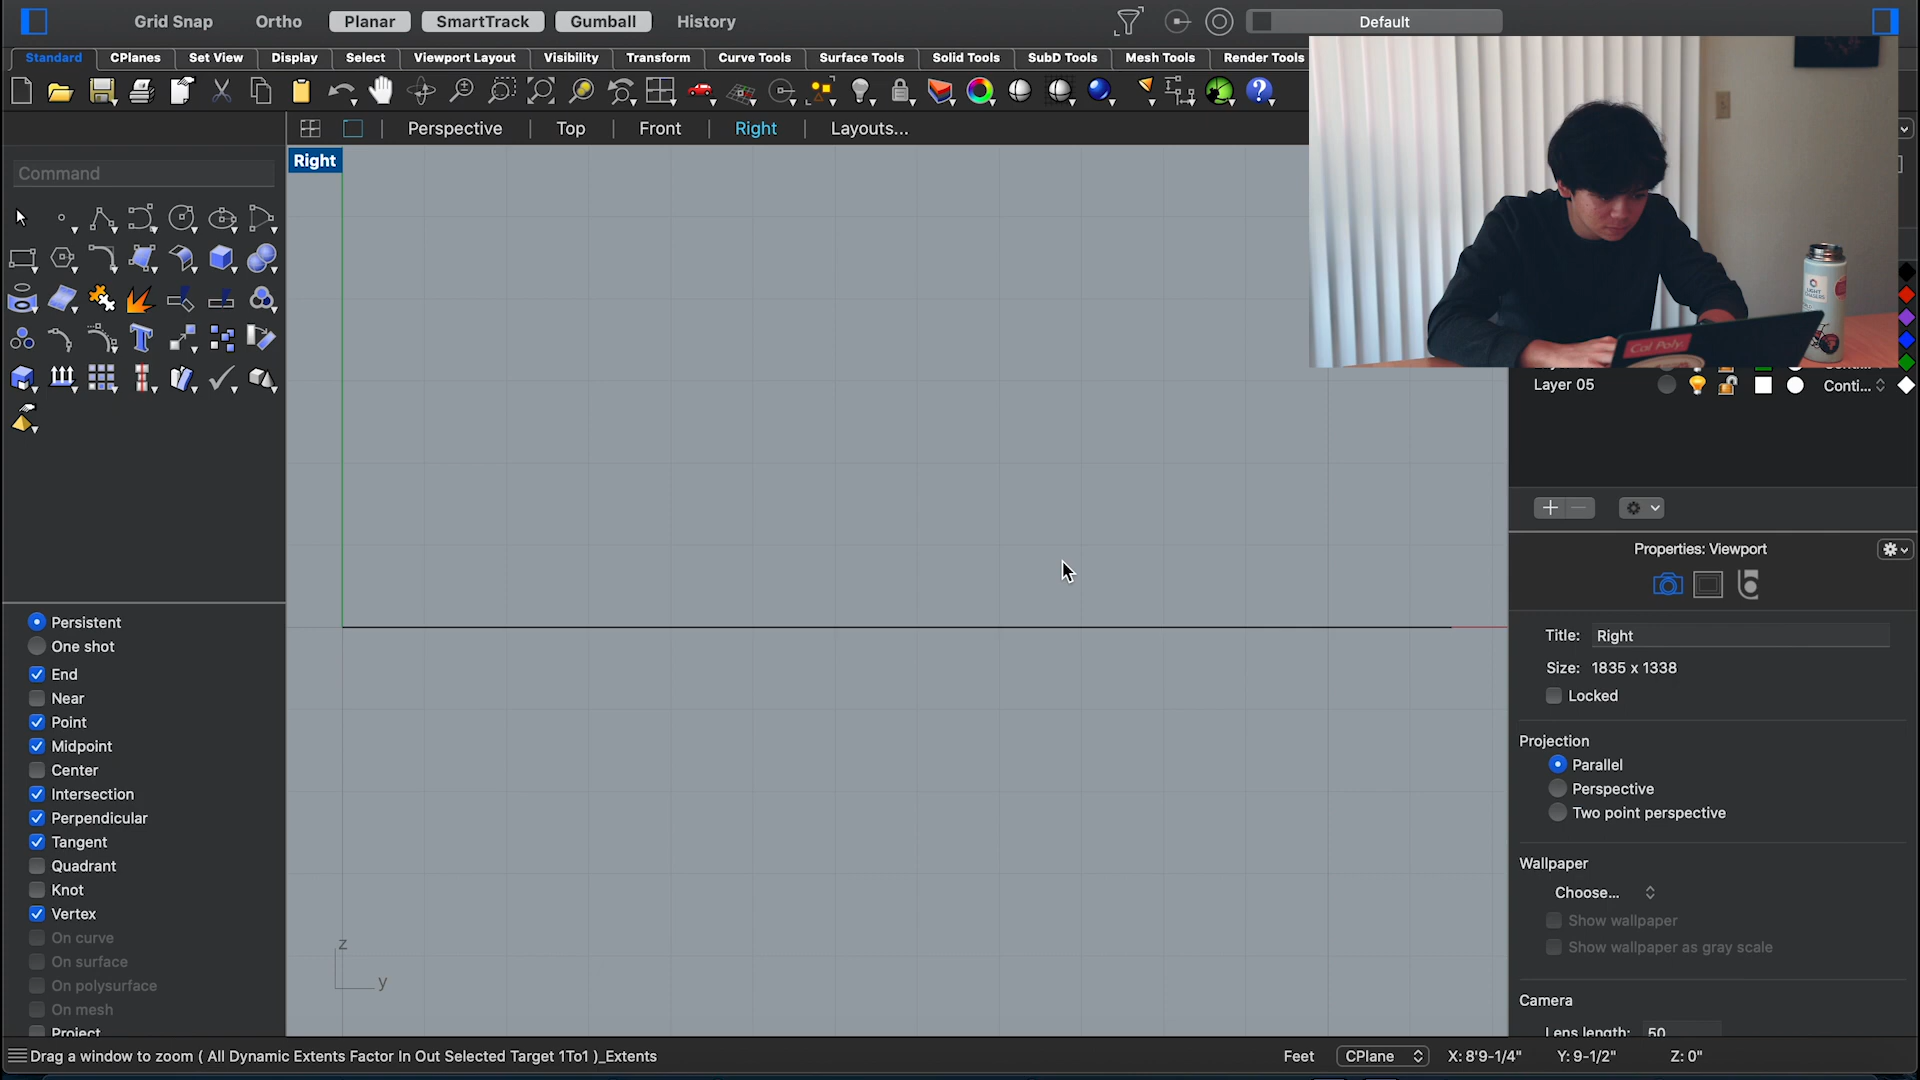 Grid Snap Ortho Planar SmartTrack Gumball History Default
Standard CPlanes Set View Display Select Viewport Layout Visibility Transform Curve Tools Surface Tools Solid Tools SubD Tools Mesh Tools Render Tools
Perspective Top Front Right Layouts...
Right
Command
Cal Poly
LIGHT
Layer 05 Conti...
Properties: Viewport
Title: Right
Size: 1835 x 1338
Locked
Projection
Parallel
Perspective
Two point perspective
Wallpaper
Choose...
Show wallpaper
Show wallpaper as gray scale
Camera
Lens length: 50
Persistent
One shot
End
Near
Point
Midpoint
Center
Intersection
Perpendicular
Tangent
Quadrant
Knot
Vertex
On curve
On surface
On polysurface
On mesh
Project
z
y
Drag a window to zoom ( All Dynamic Extents Factor In Out Selected Target 1To1 )_Extents
Feet CPlane X: 8'9-1/4" Y: 9-1/2" Z: 0"